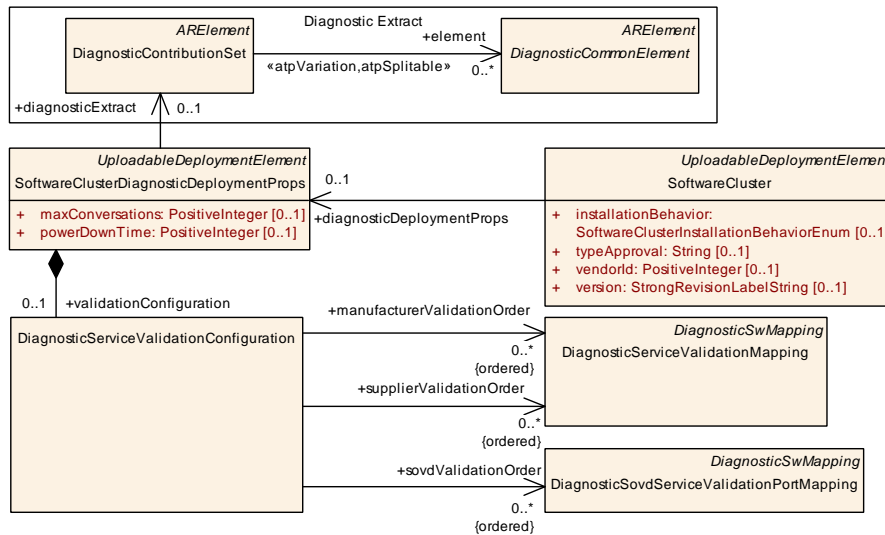 Diagnostic Extract
ARElement
DiagnosticContributionSet
+element
«atpVariation,atpSplitable»
0..*
ARElement
DiagnosticCommonElement
+diagnosticExtract
0..1
UploadableDeploymentElement
SoftwareClusterDiagnosticDeploymentProps
+ maxConversations: PositiveInteger [0..1]
+ powerDownTime: PositiveInteger [0..1]
0..1
+diagnosticDeploymentProps
UploadableDeploymentElement
SoftwareCluster
+ installationBehavior:
SoftwareClusterInstallationBehaviorEnum [0..1]
+ typeApproval: String [0..1]
+ vendorId: PositiveInteger [0..1]
+ version: StrongRevisionLabelString [0..1]
0..1
+validationConfiguration
DiagnosticServiceValidationConfiguration
+manufacturerValidationOrder
0..*
{ordered}
DiagnosticSwMapping
DiagnosticServiceValidationMapping
+supplierValidationOrder
0..*
{ordered}
+sovdValidationOrder
0..*
{ordered}
DiagnosticSwMapping
DiagnosticSovdServiceValidationPortMapping